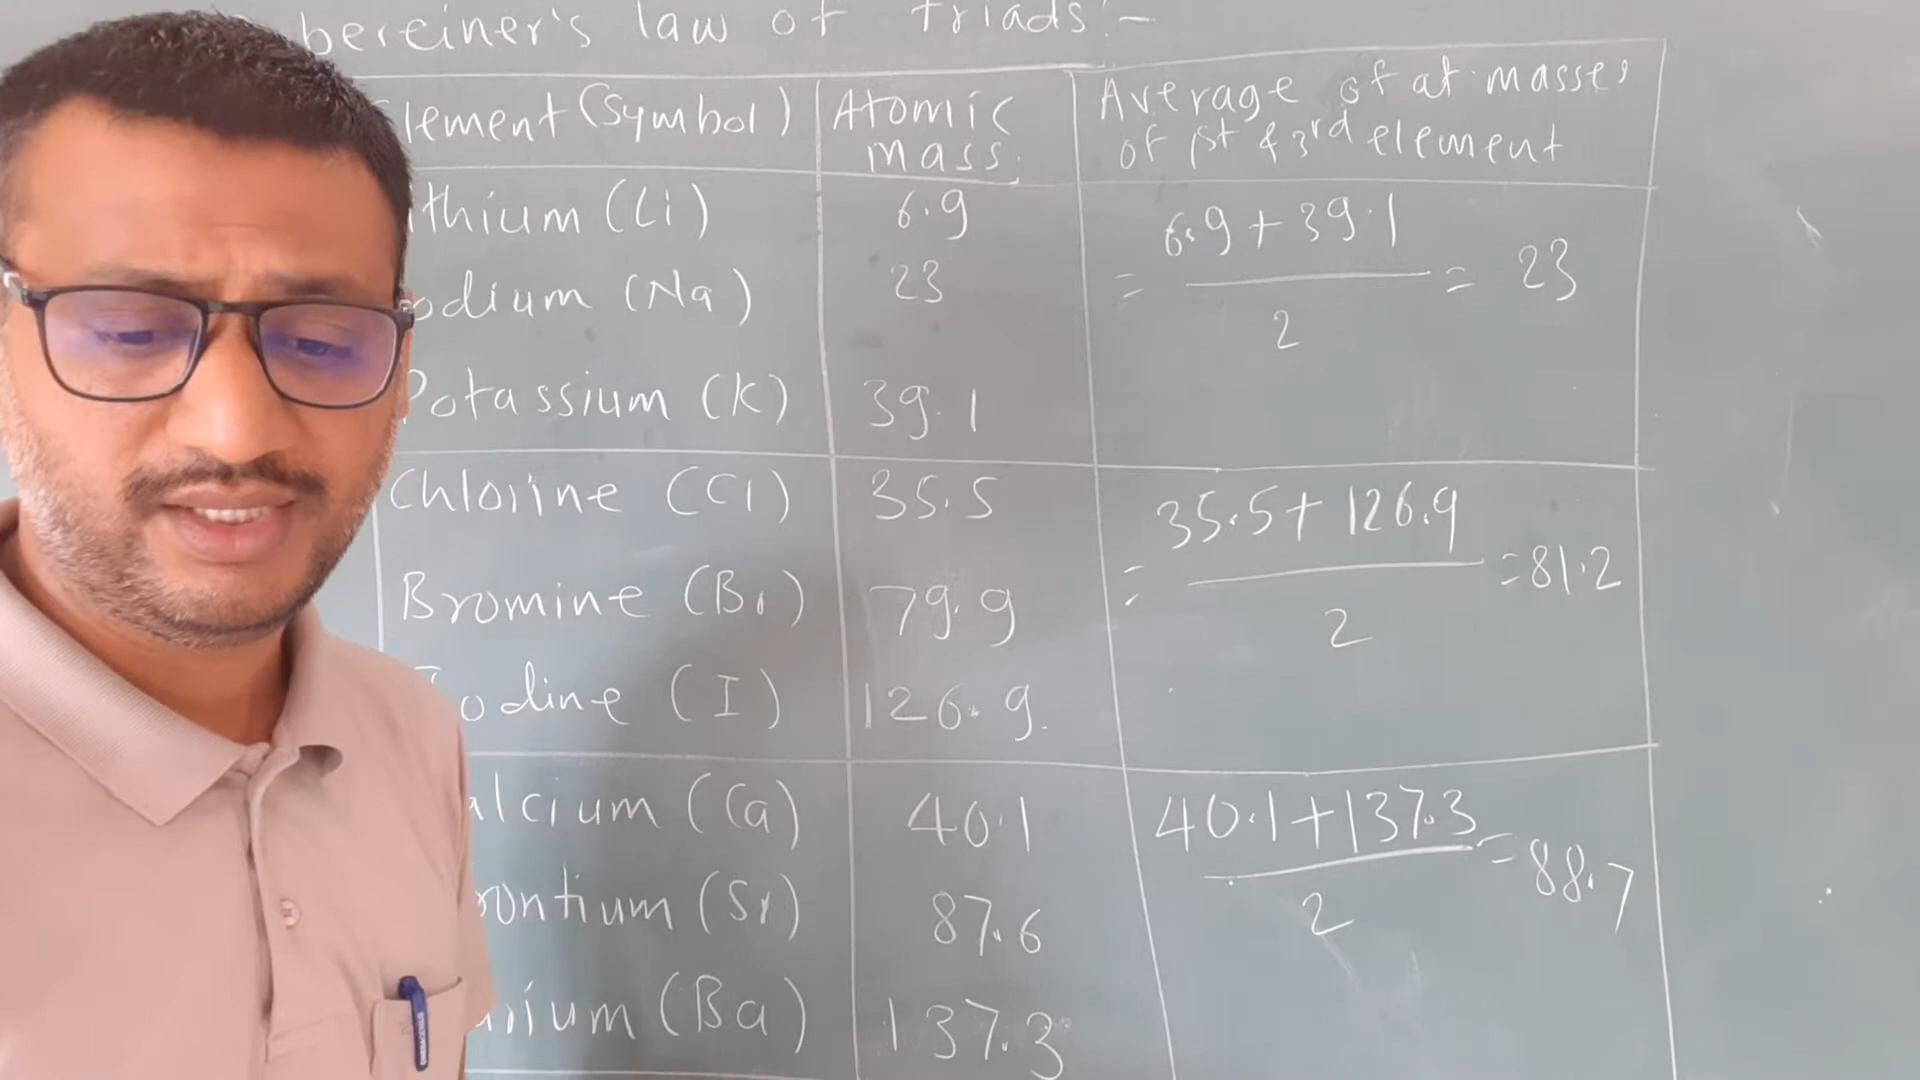 bereiner's law of triads:-
lement (Symbol) Atomic mass. Average of at. masses of 1st & 3rd element
ithium (Li) 6.9 6.9 + 39.1
odium (Na) 23 = = 23
2
Potassium (K) 39.1
Chlorine (Cl) 35.5 35.5 + 126.9
= = 81.2
Bromine (Br) 79.9 2
Iodine (I) 126.9.
alcium (Ca) 40.1 40.1 + 137.3
= 88.7
rontium (Sr) 87.6 2
arium (Ba) 137.3